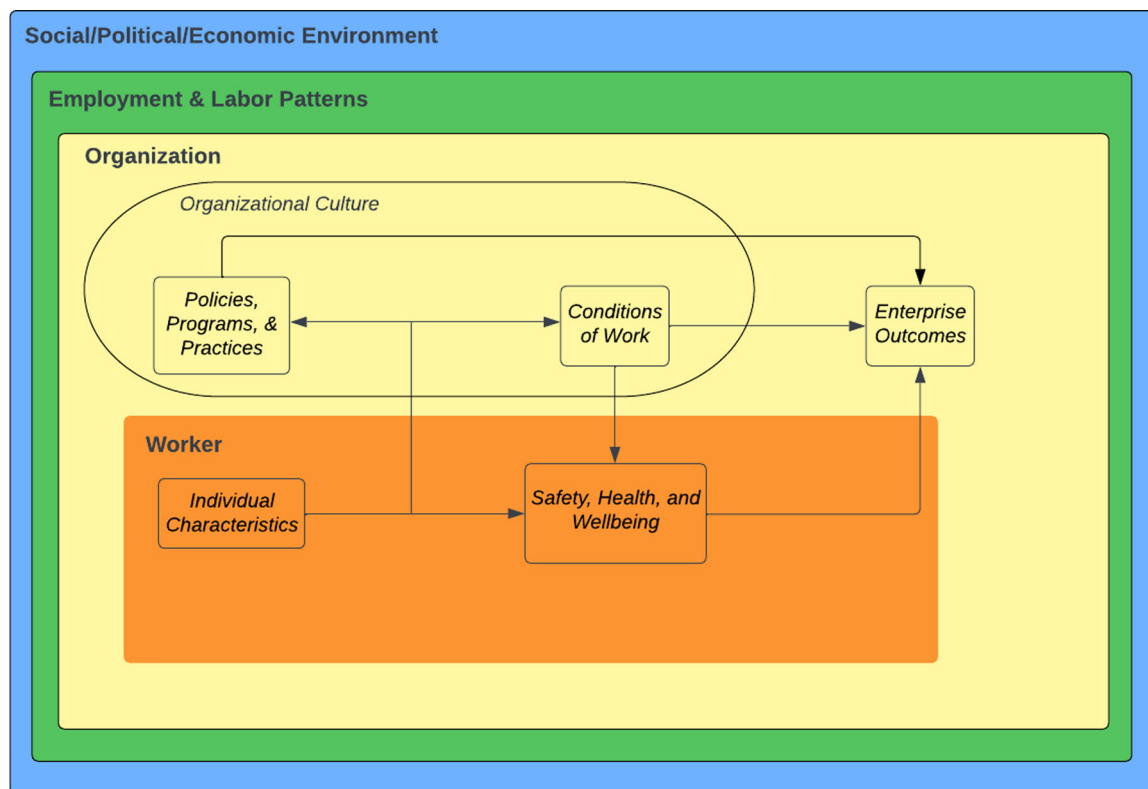 Social/Political/Economic Environment
Employment & Labor Patterns
Organization
Organizational Culture
Policies,
Programs, &
Practices
Conditions
of Work
Enterprise
Outcomes
Worker
Individual
Characteristics
Safety, Health, and
Wellbeing